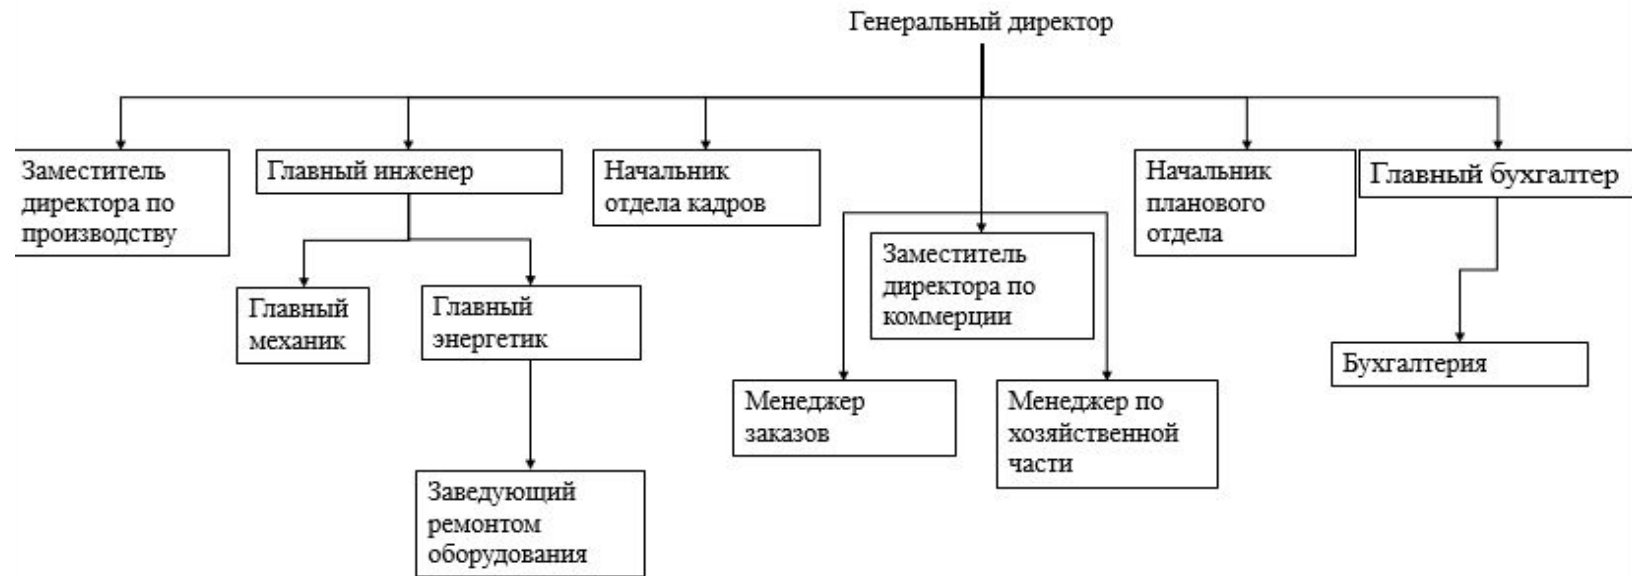 Генеральный директор
Заместитель
директора по
производству
Главный инженер
Начальник
отдела кадров
Начальник
планового
отдела
Главный бухгалтер
Заместитель
директора по
коммерции
Главный
механик
Главный
энергетик
Бухгалтерия
Менеджер
заказов
Менеджер по
хозяйственной
части
Заведующий
ремонтом
оборудования